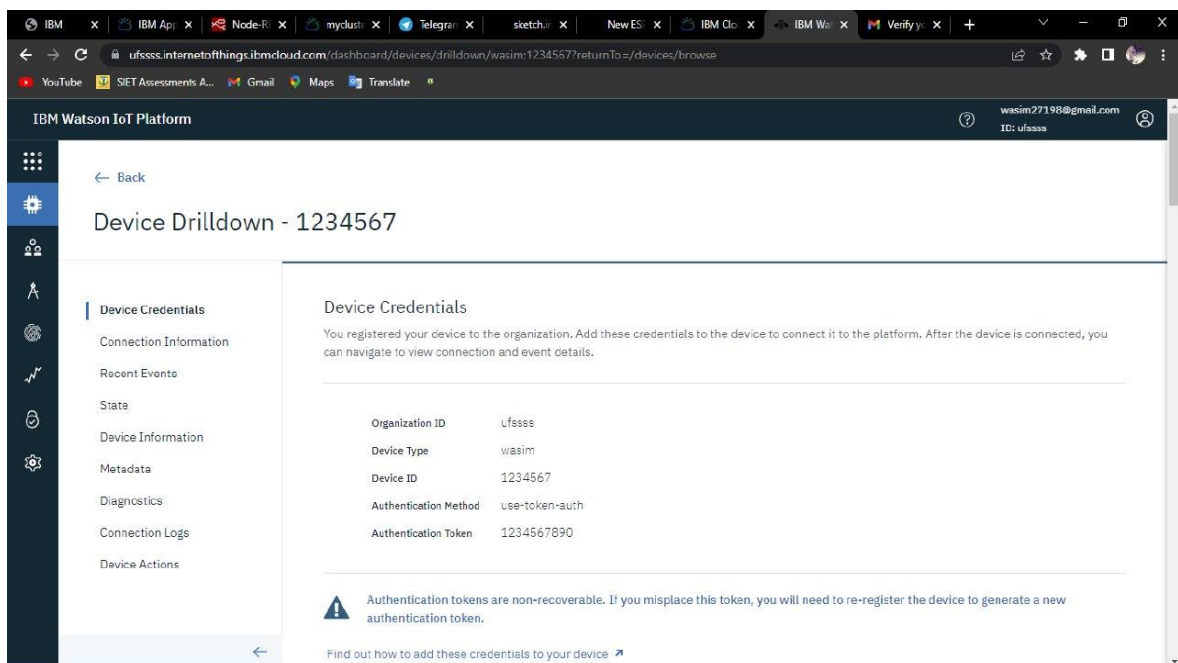 IBM
IBM App
Node-R
myclust
Telegran
sketch.ir
New ES
IBM Clo
IBM Wa
Verify yo
ufssss.internetofthings.ibmcloud.com/dashboard/devices/drilldown/wasim:1234567?returnTo=/devices/browse
YouTube
SIET Assessments A...
Gmail
Maps
Translate
IBM Watson IoT Platform
wasim27198@gmail.com
ID: ufssss
← Back
Device Drilldown - 1234567
Device Credentials
Connection Information
Recent Events
State
Device Information
Metadata
Diagnostics
Connection Logs
Device Actions
Device Credentials
You registered your device to the organization. Add these credentials to the device to connect it to the platform. After the device is connected, you
can navigate to view connection and event details.
Organization ID ufssss
Device Type wasim
Device ID 1234567
Authentication Method use-token-auth
Authentication Token 1234567890
Authentication tokens are non-recoverable. If you misplace this token, you will need to re-register the device to generate a new
authentication token.
Find out how to add these credentials to your device